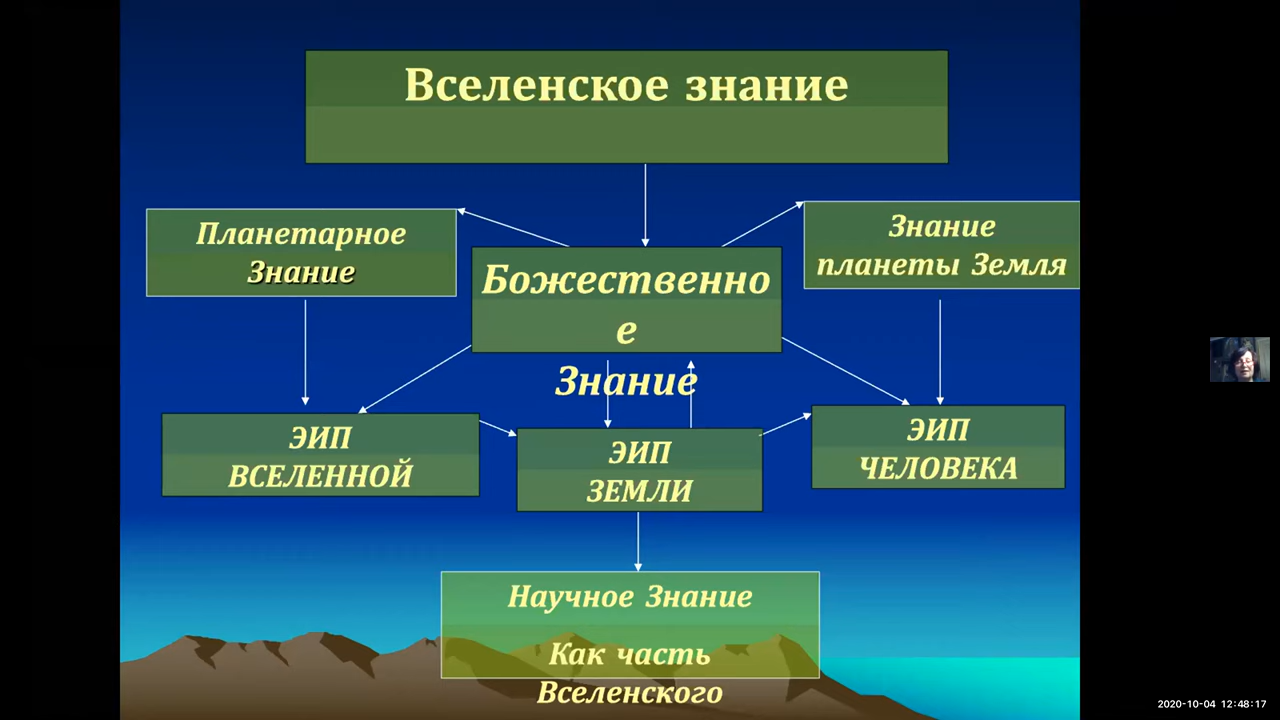 Вселенское знание
Планетарное
Знание
Знание
планеты Земля
Божественно
е
Знание
ЭИП
ВСЕЛЕННОЙ
ЭИП
ЗЕМЛИ
ЭИП
ЧЕЛОВЕКА
Научное Знание
Как часть
Вселенского
2020-10-04 12:48:17